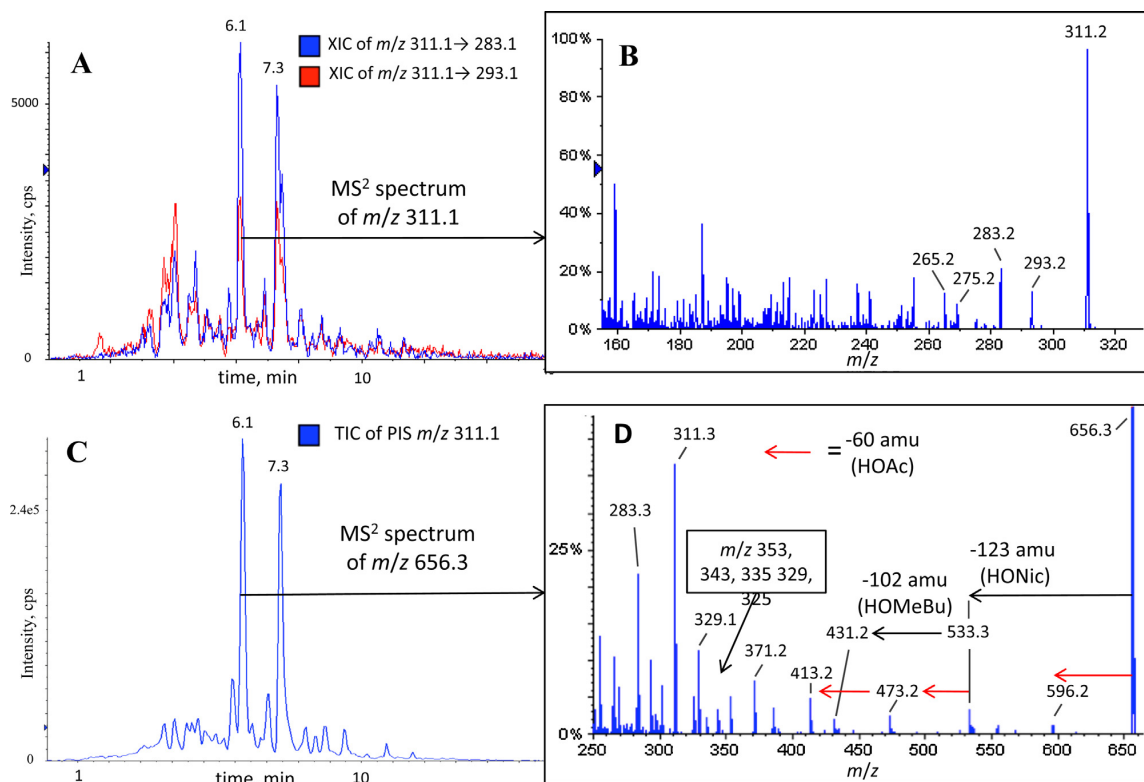 A
6.1
7.3
XIC of m/z 311.1→ 283.1
XIC of m/z 311.1→ 293.1
5000
0
Intensity, cps
MS² spectrum
of m/z 311.1
1
10
time, min
B
100%
80%
60%
40%
20%
0%
311.2
283.2
265.2
275.2
293.2
160
180
200
220
240
260
280
300
320
m/z
C
6.1
7.3
TIC of PIS m/z 311.1
2.4e5
0
Intensity, cps
MS² spectrum
of m/z 656.3
1
10
time, min
D
311.3
= -60 amu
(HOAc)
656.3
283.3
25%
0%
m/z 353,
343, 335 329,
325
-123 amu
(HONic)
-102 amu
(HOMeBu)
329.1
371.2
413.2
431.2
533.3
473.2
596.2
250
300
350
400
450
500
550
600
650
m/z